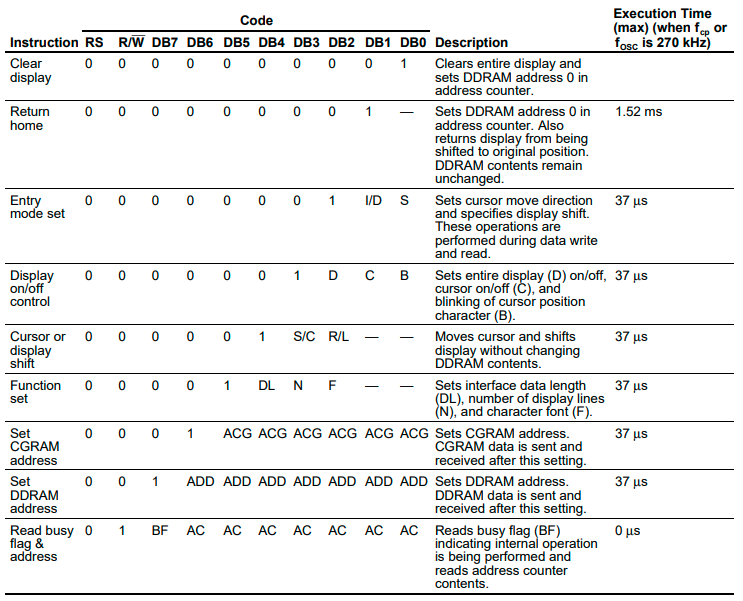 Code
Execution Time (max) (when fcp or fOSC is 270 kHz)
Instruction RS R/W̅ DB7 DB6 DB5 DB4 DB3 DB2 DB1 DB0 Description
Clear display 0 0 0 0 0 0 0 0 0 1 Clears entire display and sets DDRAM address 0 in address counter.
Return home 0 0 0 0 0 0 0 0 1 — Sets DDRAM address 0 in address counter. Also returns display from being shifted to original position. DDRAM contents remain unchanged. 1.52 ms
Entry mode set 0 0 0 0 0 0 0 1 I/D S Sets cursor move direction and specifies display shift. These operations are performed during data write and read. 37 µs
Display on/off control 0 0 0 0 0 0 1 D C B Sets entire display (D) on/off, cursor on/off (C), and blinking of cursor position character (B). 37 µs
Cursor or display shift 0 0 0 0 0 1 S/C R/L — — Moves cursor and shifts display without changing DDRAM contents. 37 µs
Function set 0 0 0 0 1 DL N F — — Sets interface data length (DL), number of display lines (N), and character font (F). 37 µs
Set CGRAM address 0 0 0 1 ACG ACG ACG ACG ACG ACG Sets CGRAM address. CGRAM data is sent and received after this setting. 37 µs
Set DDRAM address 0 0 1 ADD ADD ADD ADD ADD ADD ADD Sets DDRAM address. DDRAM data is sent and received after this setting. 37 µs
Read busy flag & address 0 1 BF AC AC AC AC AC AC AC Reads busy flag (BF) indicating internal operation is being performed and reads address counter contents. 0 µs